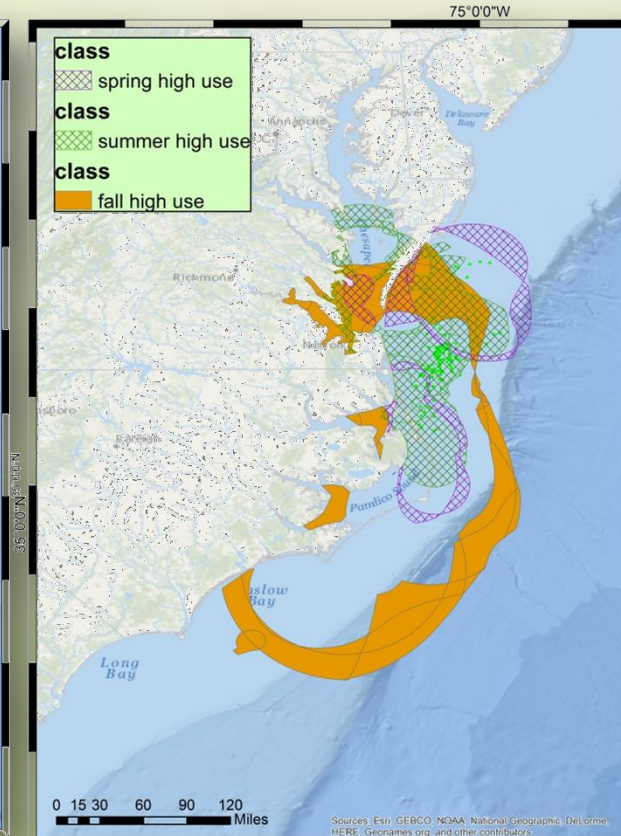 75°0'0"W
class
spring high use
class
summer high use
class
fall high use
Annapolis
Dover
Delaware
Bay
Richmond
Raleigh
35°0'0"N
Pamlico
nslow
Bay
Long
Bay
0 15 30 60 90 120
Miles
Sources: Esri, GEBCO, NOAA, National Geographic, DeLorme,
HERE, Geonames.org, and other contributors